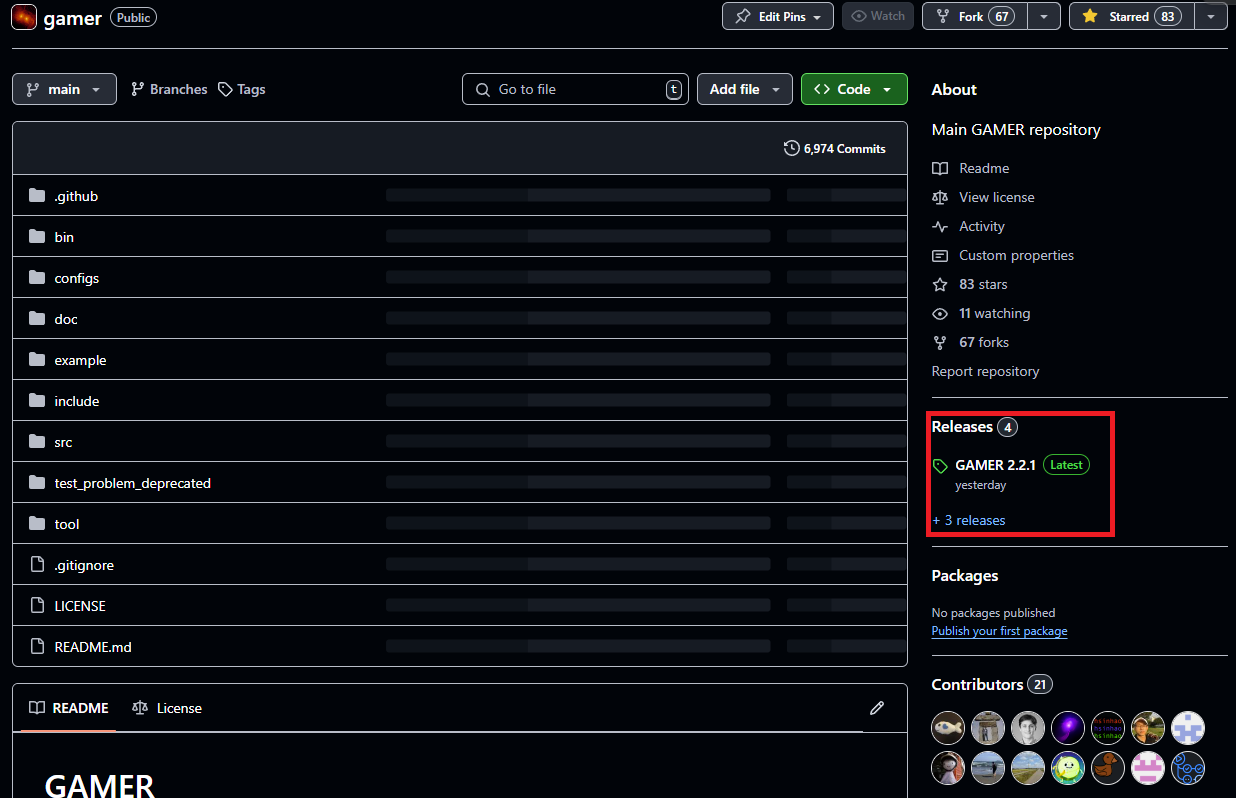 gamer Public Edit Pins Watch Fork 67 Starred 83
main Branches Tags Go to file t Add file Code
6,974 Commits
.github
bin
configs
doc
example
include
src
test_problem_deprecated
tool
.gitignore
LICENSE
README.md
README License
GAMER
About
Main GAMER repository
Readme
View license
Activity
Custom properties
83 stars
11 watching
67 forks
Report repository
Releases 4
GAMER 2.2.1 Latest
yesterday
+ 3 releases
Packages
No packages published
Publish your first package
Contributors 21
hsinhao
hsinhao
hsinhao